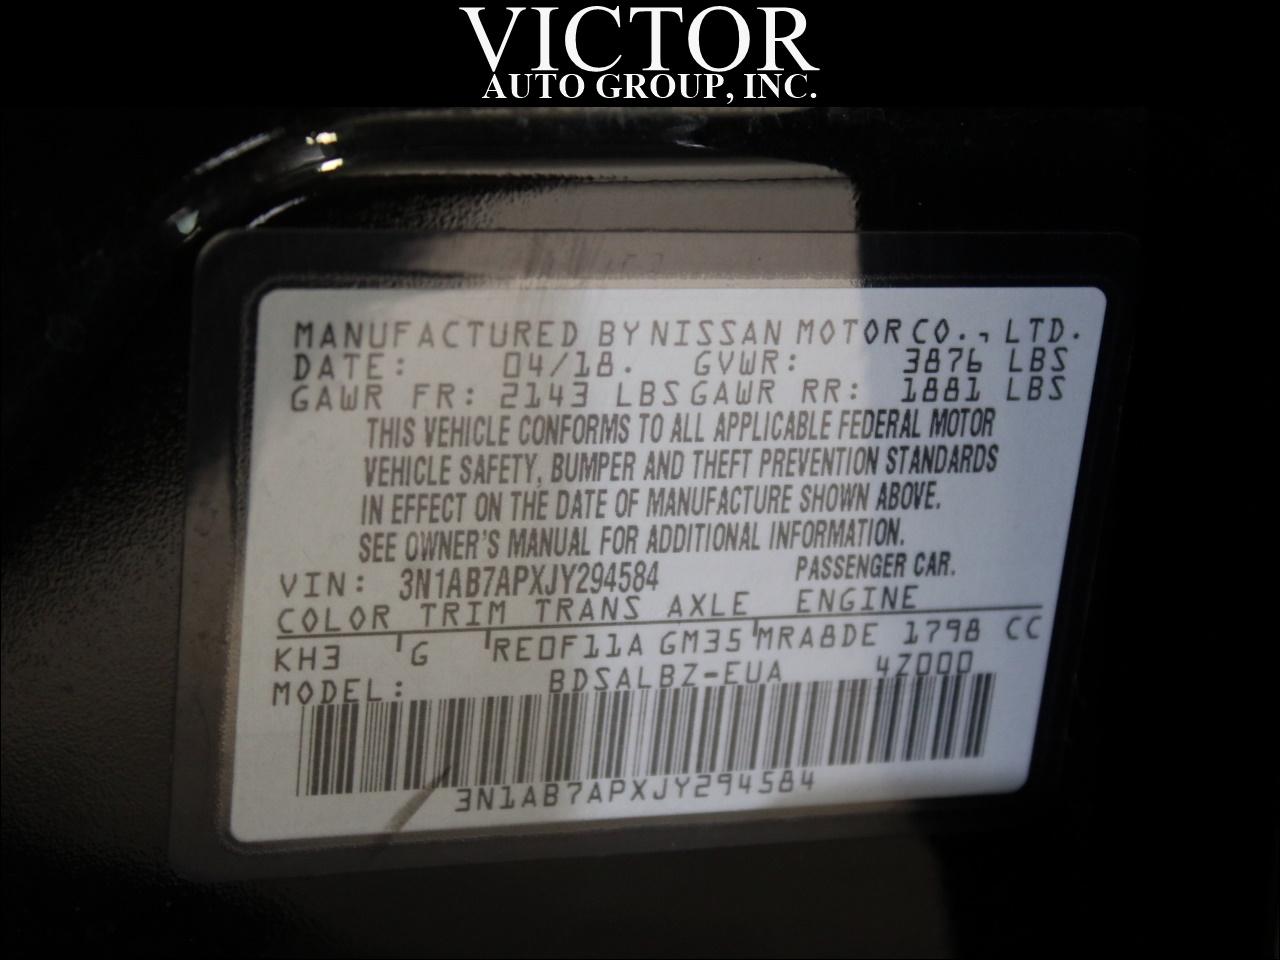 VICTOR
AUTO GROUP, INC.
MANUFACTURED BY NISSAN MOTOR CO., LTD.
DATE: 04/18. GVWR: 3876 LBS
GAWR FR: 2143 LBS GAWR RR: 1881 LBS
THIS VEHICLE CONFORMS TO ALL APPLICABLE FEDERAL MOTOR
VEHICLE SAFETY, BUMPER AND THEFT PREVENTION STANDARDS
IN EFFECT ON THE DATE OF MANUFACTURE SHOWN ABOVE.
SEE OWNER'S MANUAL FOR ADDITIONAL INFORMATION.
VIN: 3N1AB7APXJY294584 PASSENGER CAR.
COLOR TRIM TRANS AXLE ENGINE
KH3 G RE0F11A GM35 MRA8DE 1798 CC
MODEL: BDSALBZ-EUA 4Z000
3N1AB7APXJY294584